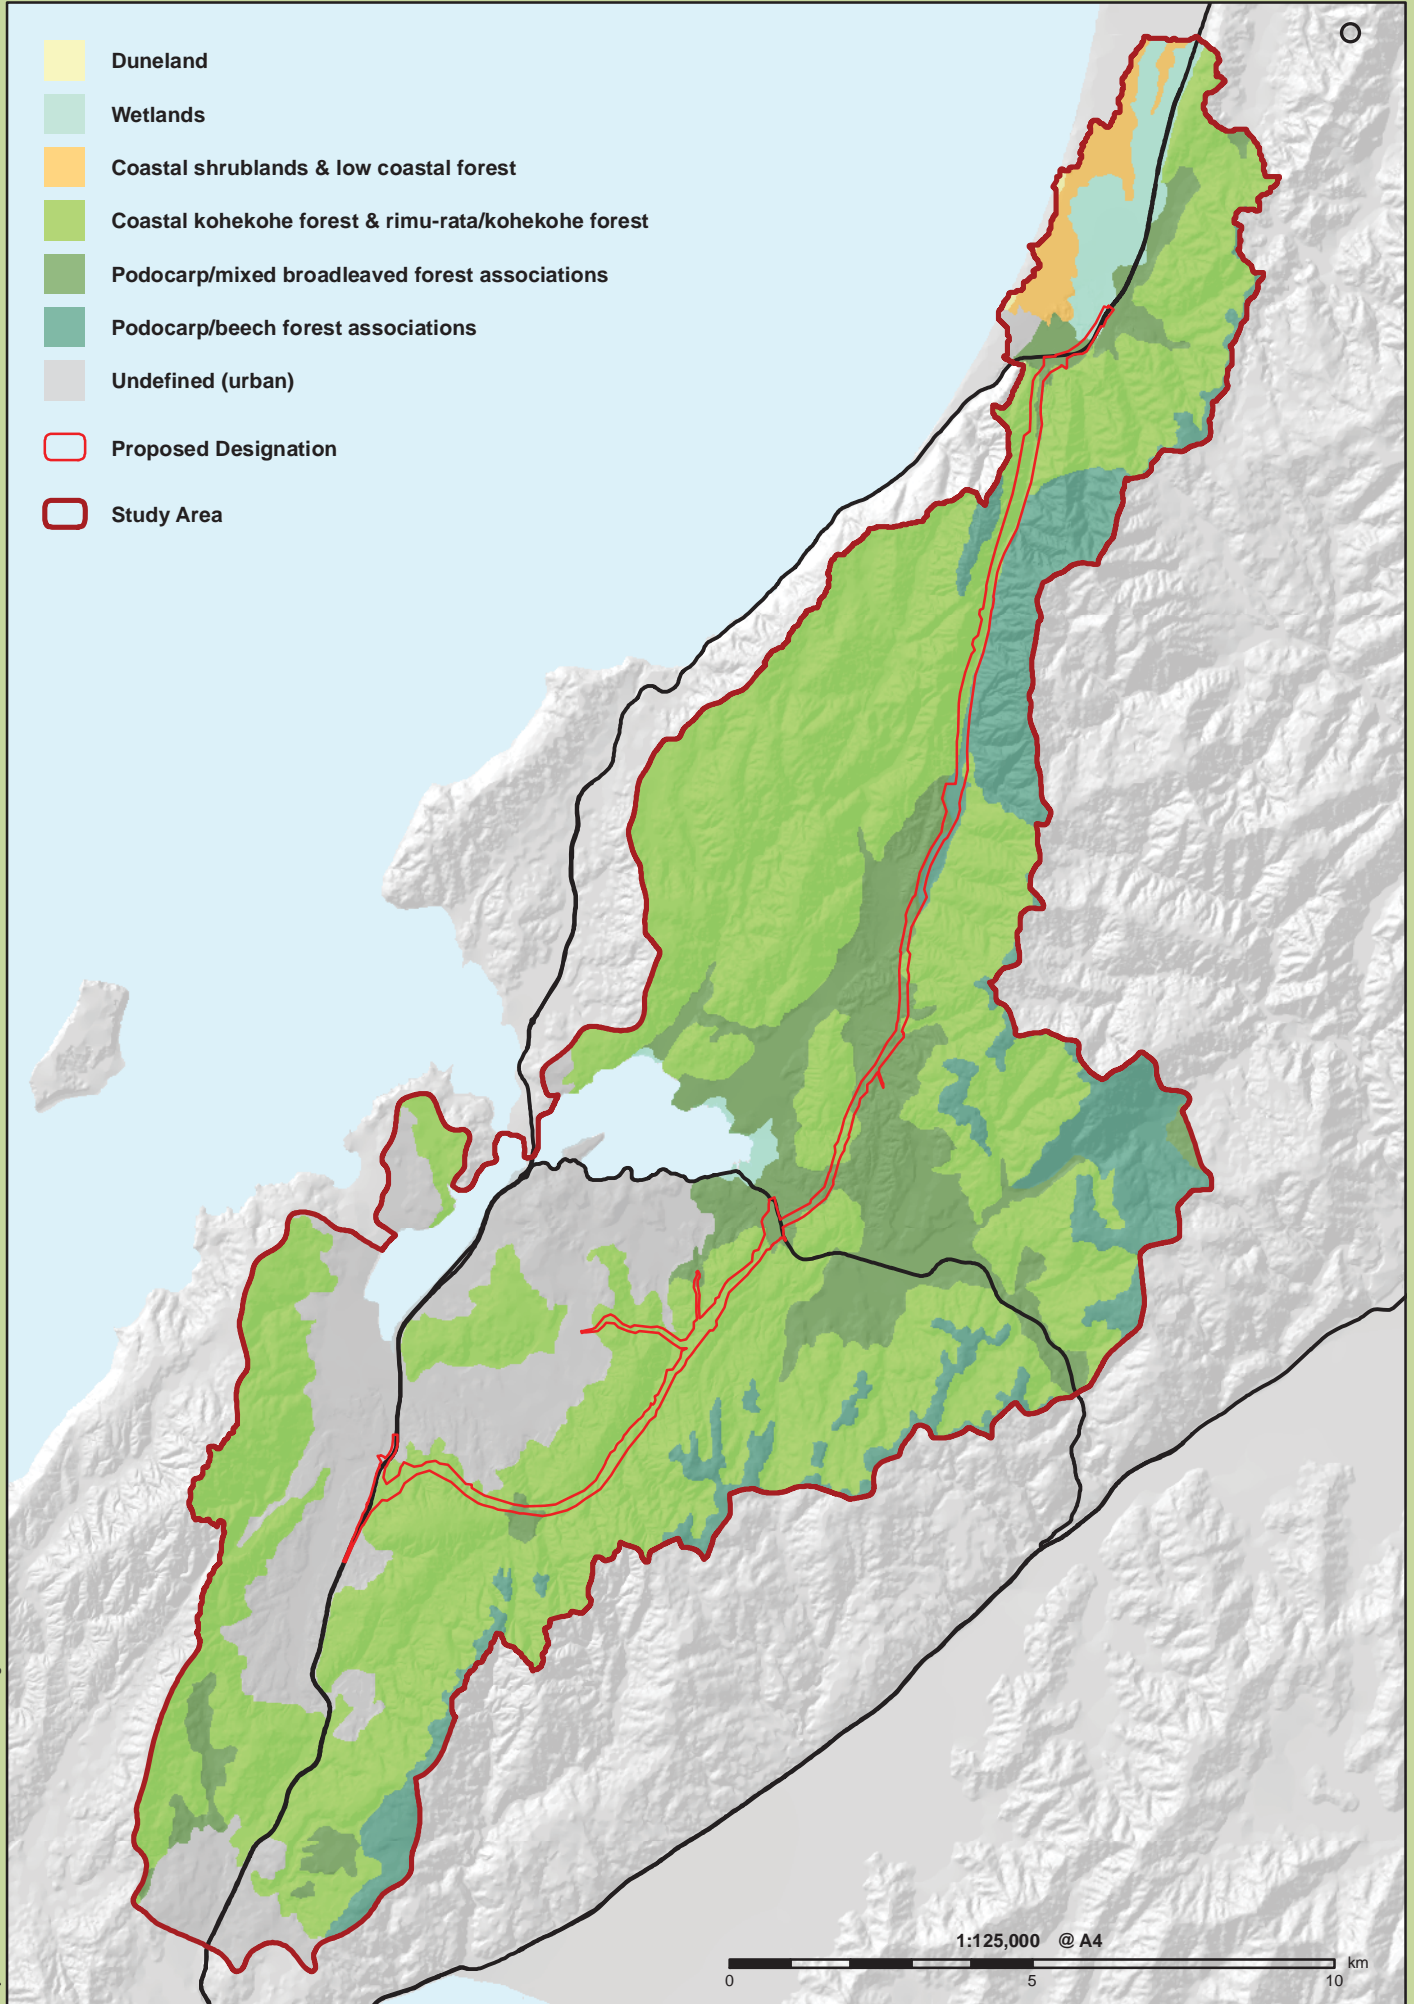 Duneland
Wetlands
Coastal shrublands & low coastal forest
Coastal kohekohe forest & rimu-rata/kohekohe forest
Podocarp/mixed broadleaved forest associations
Podocarp/beech forest associations
Undefined (urban)
Proposed Designation
Study Area
1:125,000 @ A4
km
0 5 10